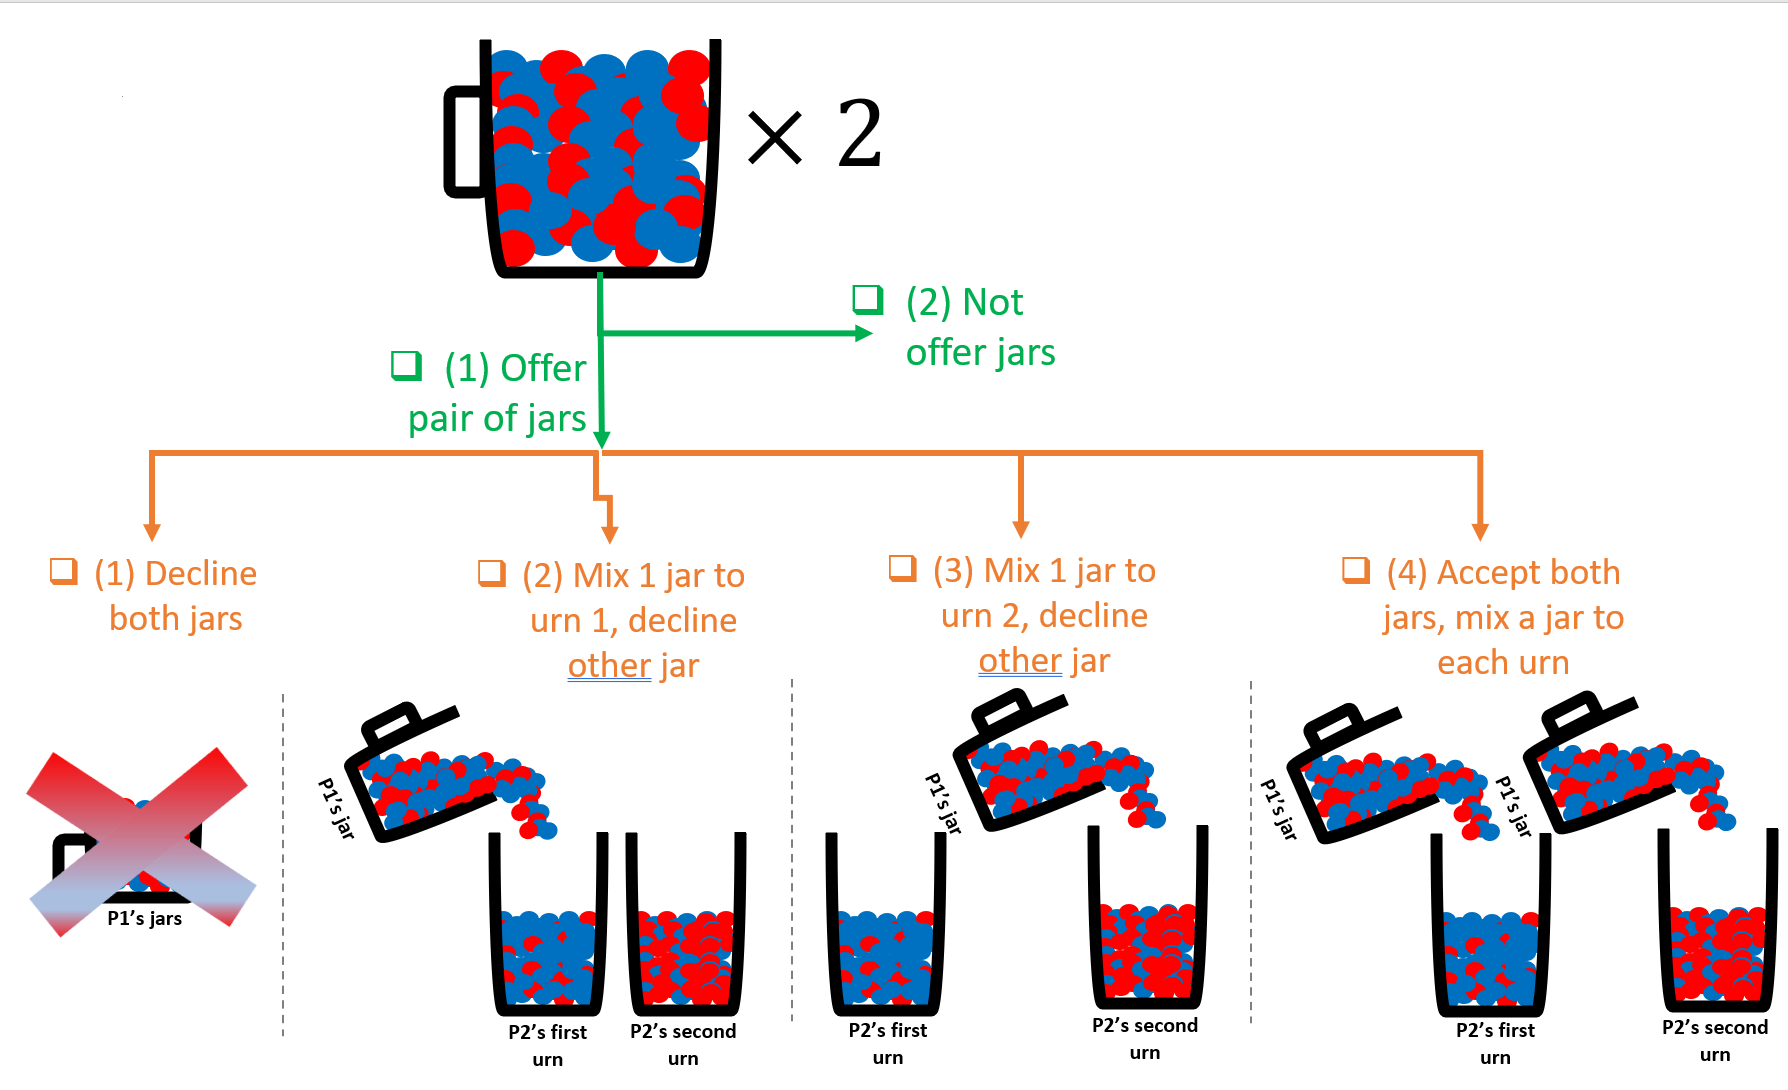 × 2
(2) Not
offer jars
(1) Offer
pair of jars
(1) Decline
both jars
(2) Mix 1 jar to
urn 1, decline
other jar
(3) Mix 1 jar to
urn 2, decline
other jar
(4) Accept both
jars, mix a jar to
each urn
P1's jars
P1's jar
P2's first
urn
P2's second
urn
P1's jar
P2's first
urn
P2's second
urn
P1's jar
P1's jar
P2's first
urn
P2's second
urn